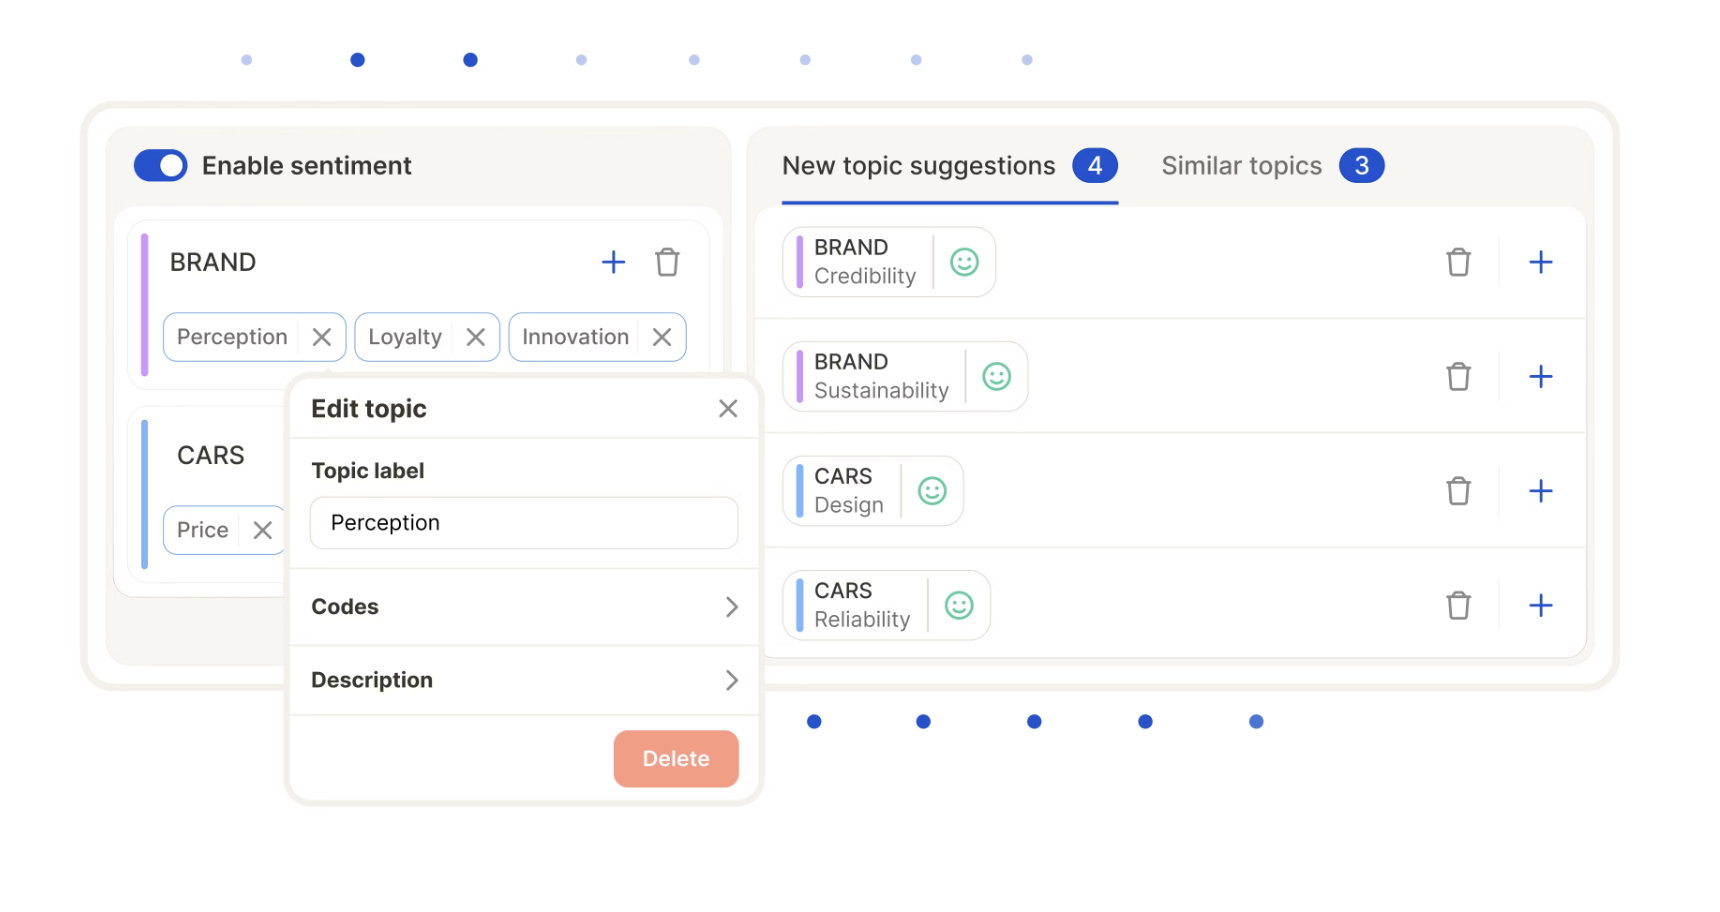 Enable sentiment
BRAND
Perception Loyalty Innovation
CARS
Price
Edit topic
Topic label
Perception
Codes
Description
Delete
New topic suggestions 4 Similar topics 3
BRAND
Credibility
BRAND
Sustainability
CARS
Design
CARS
Reliability